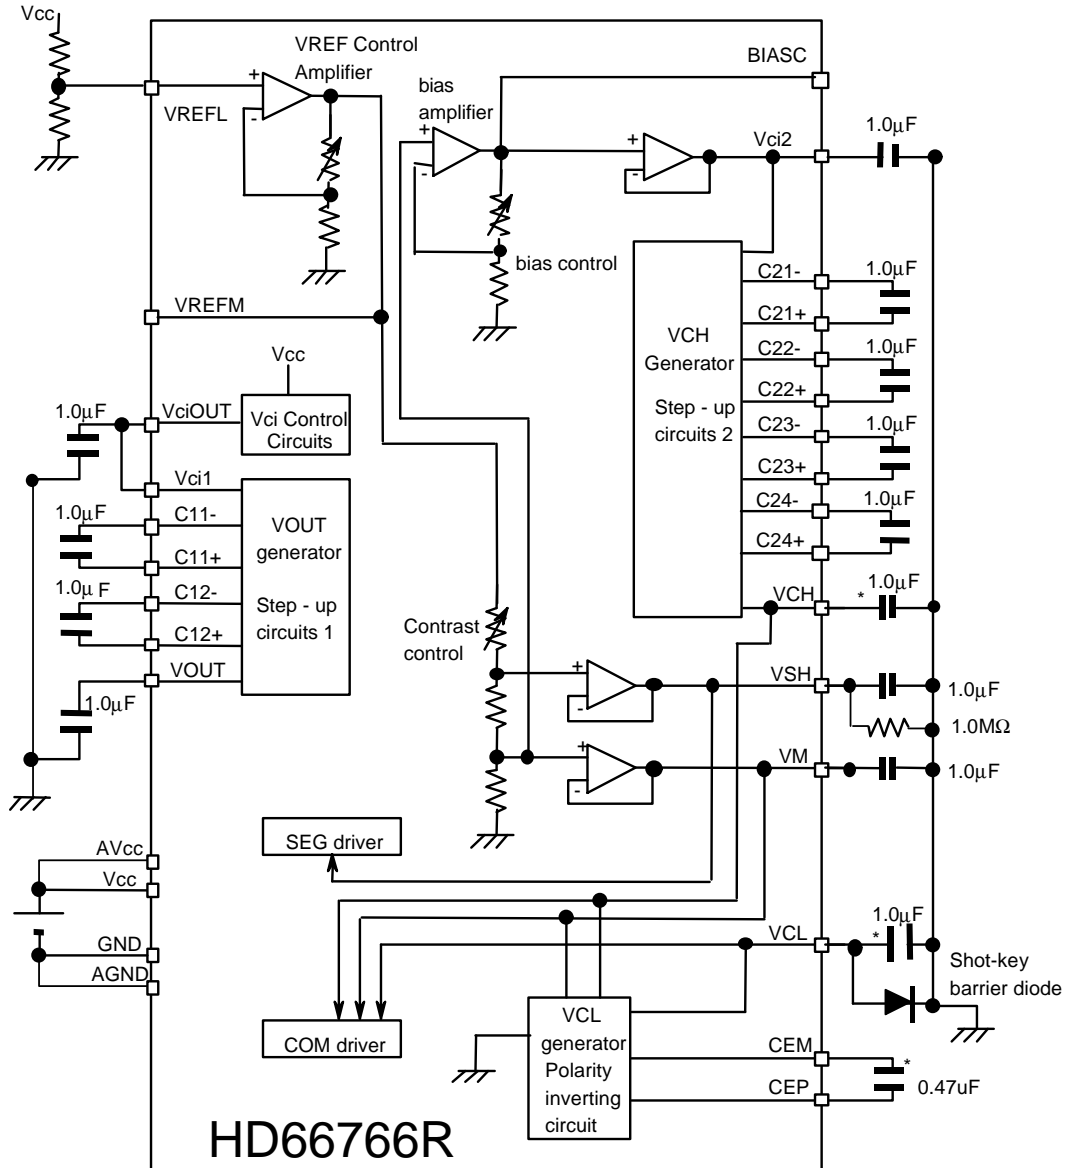 Vcc
VREF Control
Amplifier
+
-
VREFL
bias
amplifier
+
-
BIASC
+
-
Vci2
1.0μF
bias control
VREFM
Vcc
1.0μF
VciOUT
Vci Control
Circuits
Vci1
1.0μF
C11-
C11+
1.0μ F
C12-
C12+
VOUT
generator
Step - up
circuits 1
VOUT
1.0μF
VCH
Generator
Step - up
circuits 2
C21-
1.0μF
C21+
C22-
1.0μF
C22+
C23-
1.0μF
C23+
C24-
1.0μF
C24+
VCH
*
1.0μF
Contrast
control
+
-
VSH
1.0μF
1.0MΩ
+
-
VM
1.0μF
SEG driver
AVcc
Vcc
GND
AGND
VCL
*
1.0μF
Shot-key
barrier diode
COM driver
VCL
generator
Polarity
inverting
circuit
CEM
*
CEP
0.47uF
HD66766R